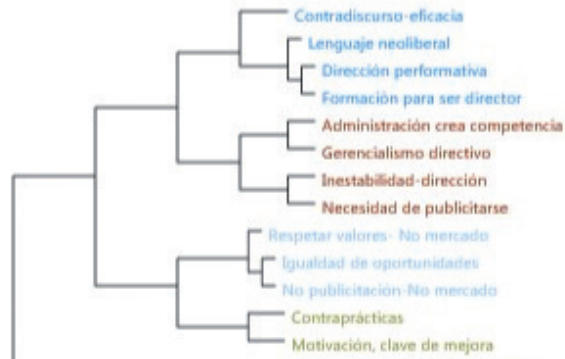 Contradiscurso-eficacia
Lenguaje neoliberal
Dirección performativa
Formación para ser director
Administración crea competencia
Gerencialismo directivo
Inestabilidad-dirección
Necesidad de publicitarse
Respetar valores- No mercado
Igualdad de oportunidades
No publicitación-No mercado
Contraprácticas
Motivación, clave de mejora